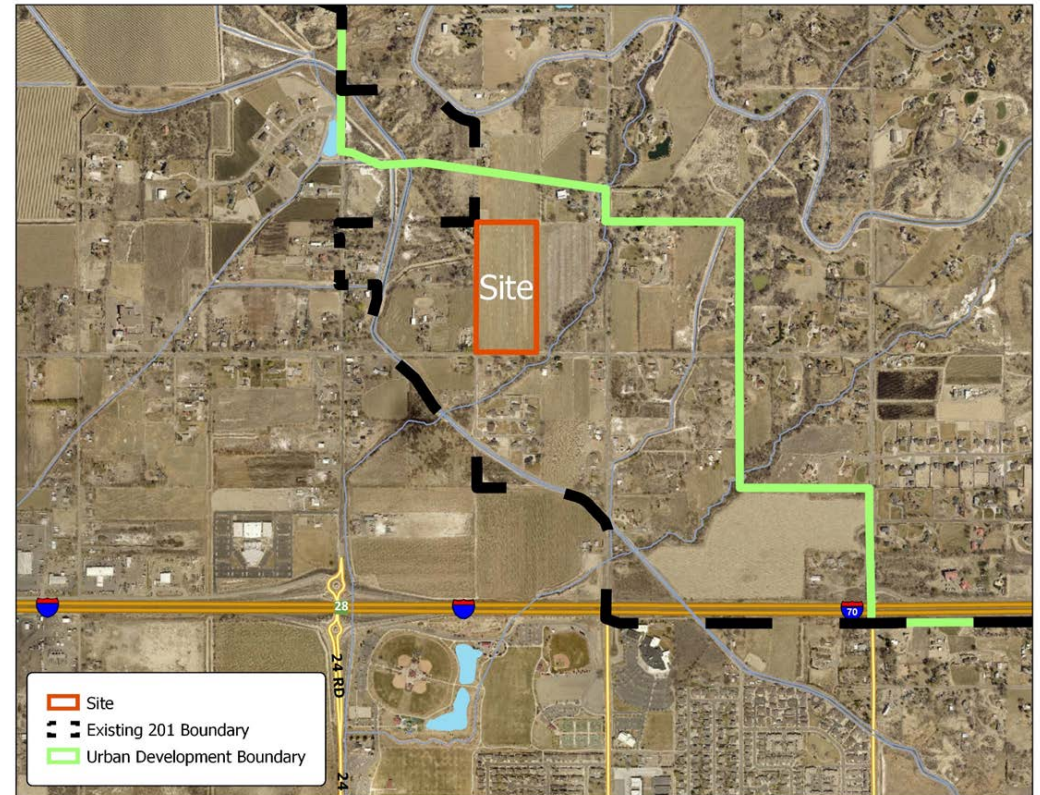 Site
28
70
24 RD
24
Site
Existing 201 Boundary
Urban Development Boundary